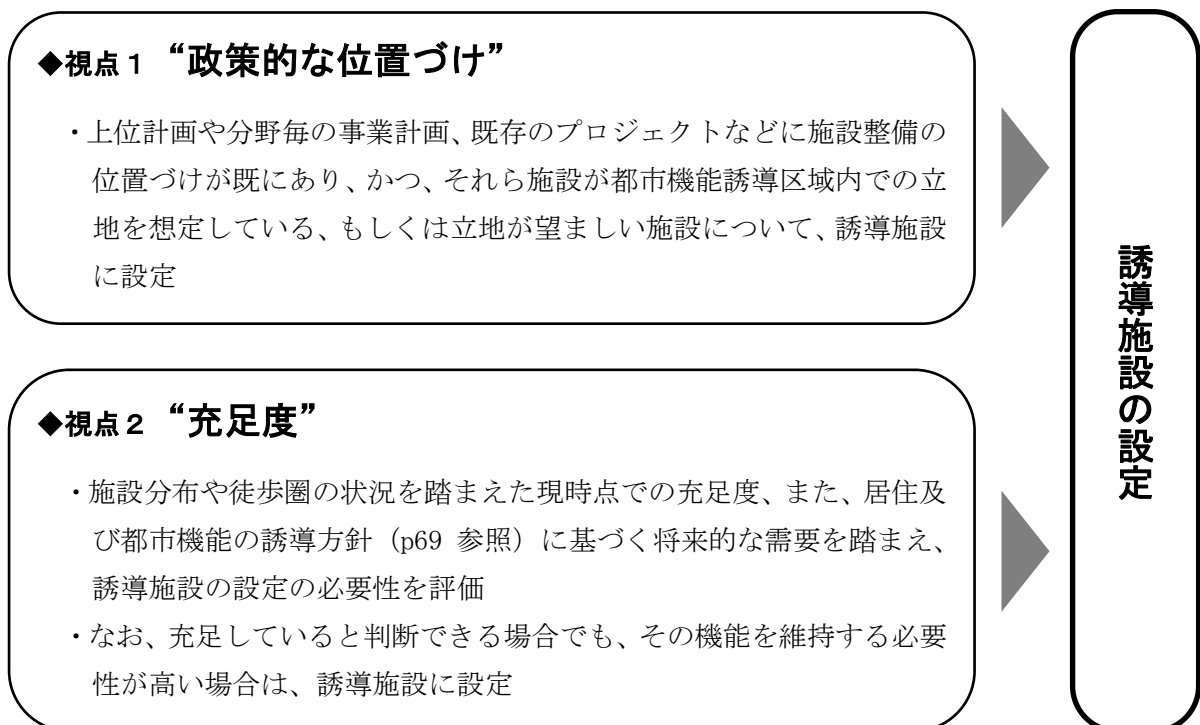 ◆視点１“政策的な位置づけ”
・上位計画や分野毎の事業計画、既存のプロジェクトなどに施設整備の
位置づけが既にあり、かつ、それら施設が都市機能誘導区域内での立
地を想定している、もしくは立地が望ましい施設について、誘導施設
に設定
◆視点２“充足度”
・施設分布や徒歩圏の状況を踏まえた現時点での充足度、また、居住及
び都市機能の誘導方針（p69 参照）に基づく将来的な需要を踏まえ、
誘導施設の設定の必要性を評価
・なお、充足していると判断できる場合でも、その機能を維持する必要
性が高い場合は、誘導施設に設定
誘導施設の設定